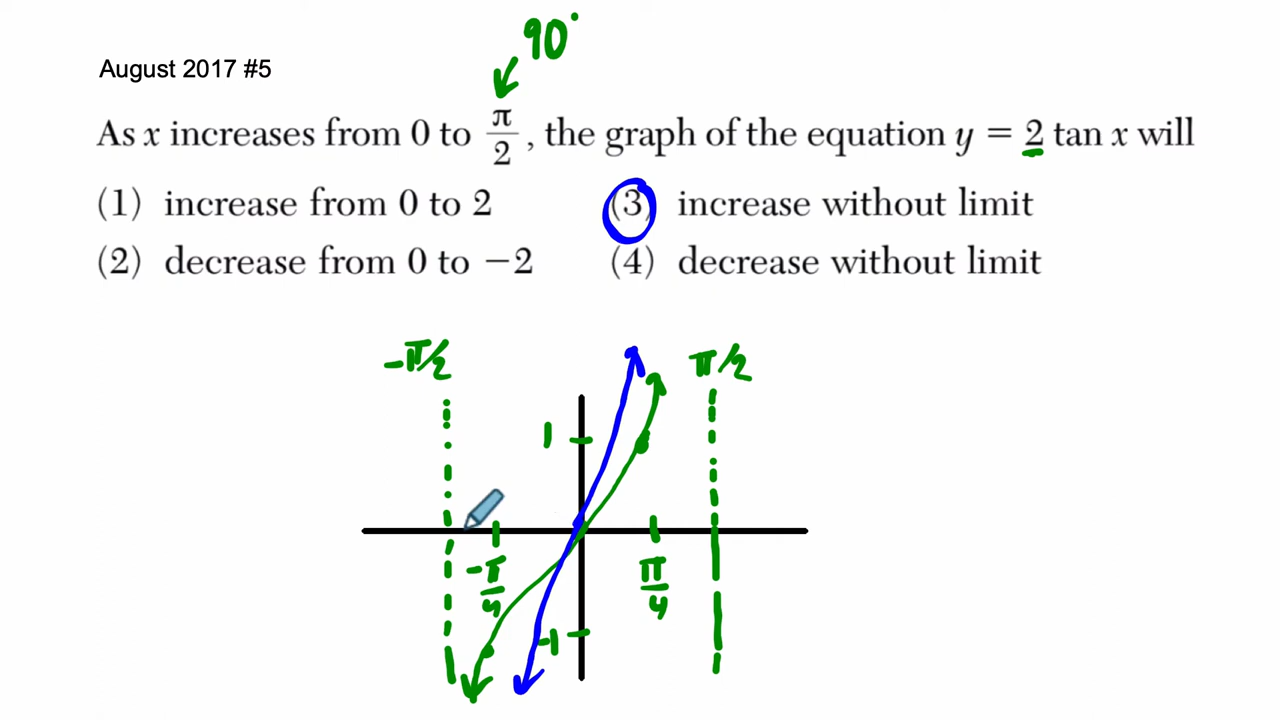 90°
August 2017 #5
As x increases from 0 to π/2, the graph of the equation y = 2 tan x will
(1) increase from 0 to 2 (3) increase without limit
(2) decrease from 0 to −2 (4) decrease without limit
-π/2 π/2
1
-π/4 π/4
-1